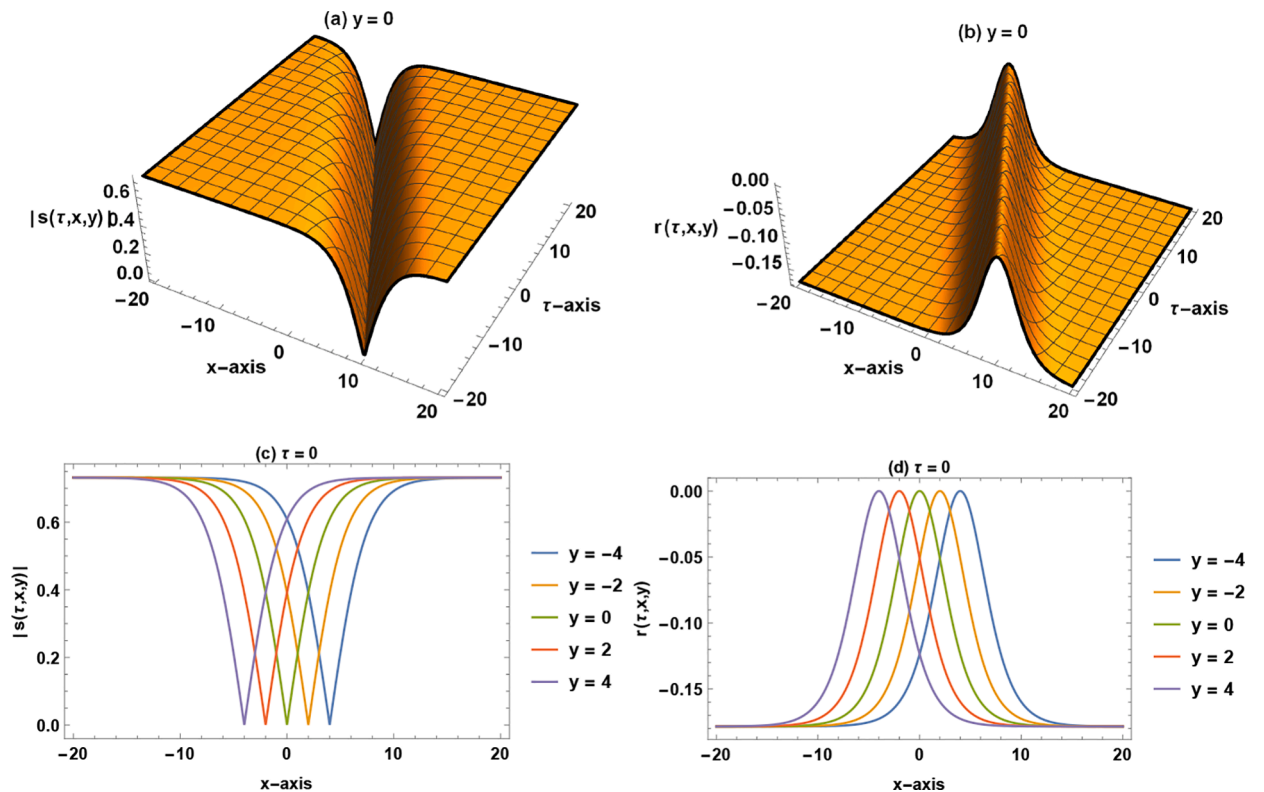 (a) y = 0
|s(τ,x,y)|
0.6
0.4
0.2
0.0
−20
−10
0
10
20
x−axis
20
10
0
−10
−20
τ−axis
(b) y = 0
r(τ,x,y)
0.00
−0.05
−0.10
−0.15
−20
−10
0
10
20
x−axis
20
10
0
−10
−20
τ−axis
(c) τ = 0
|s(τ,x,y)|
0.6
0.4
0.2
0.0
−20 −10 0 10 20
x−axis
y = −4
y = −2
y = 0
y = 2
y = 4
(d) τ = 0
r(τ,x,y)
0.00
−0.05
−0.10
−0.15
−20 −10 0 10 20
x−axis
y = −4
y = −2
y = 0
y = 2
y = 4